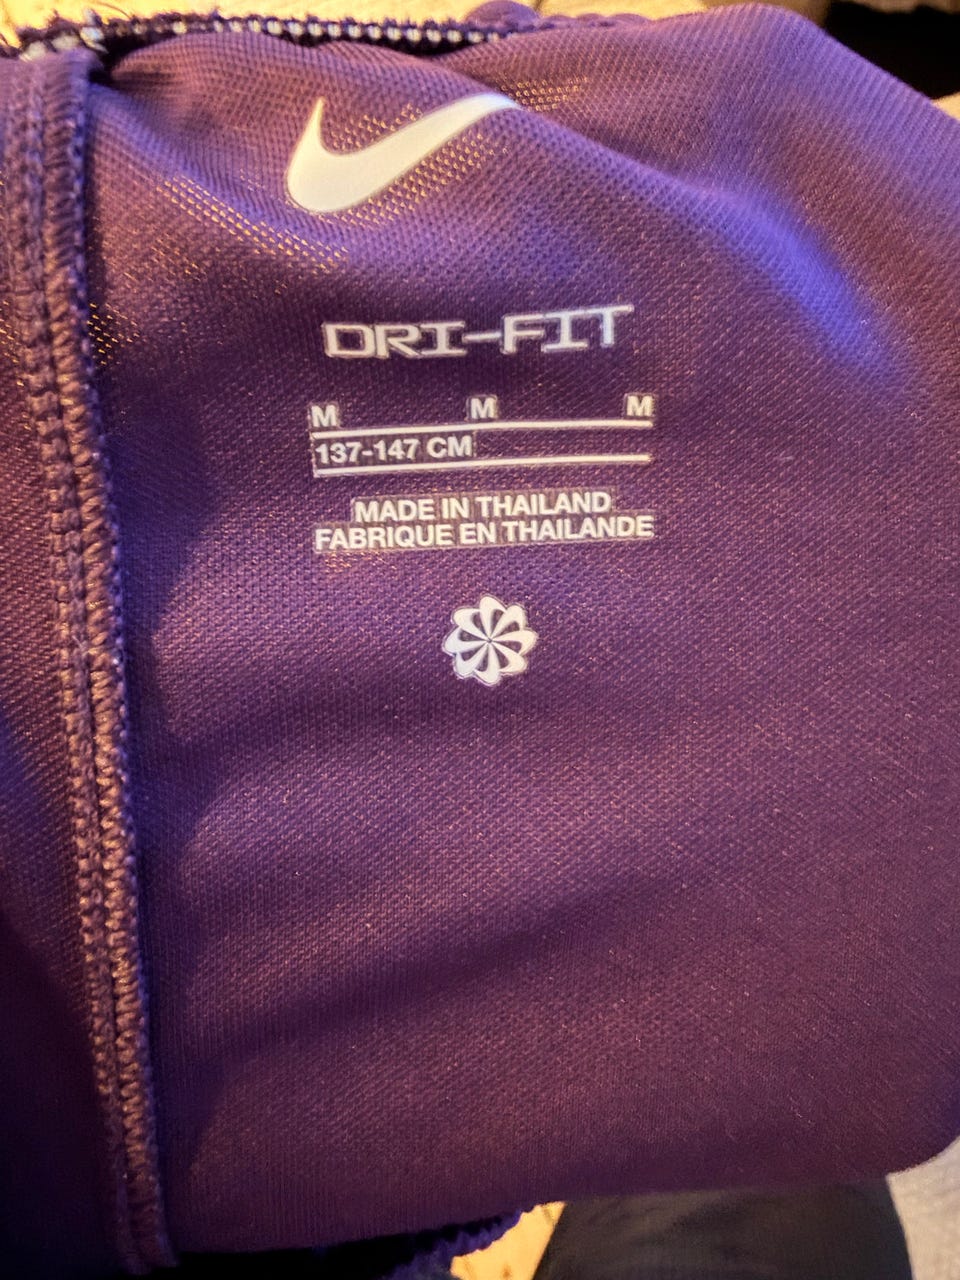 DRI-FIT
M M M
137-147 CM
MADE IN THAILAND
FABRIQUE EN THAILANDE